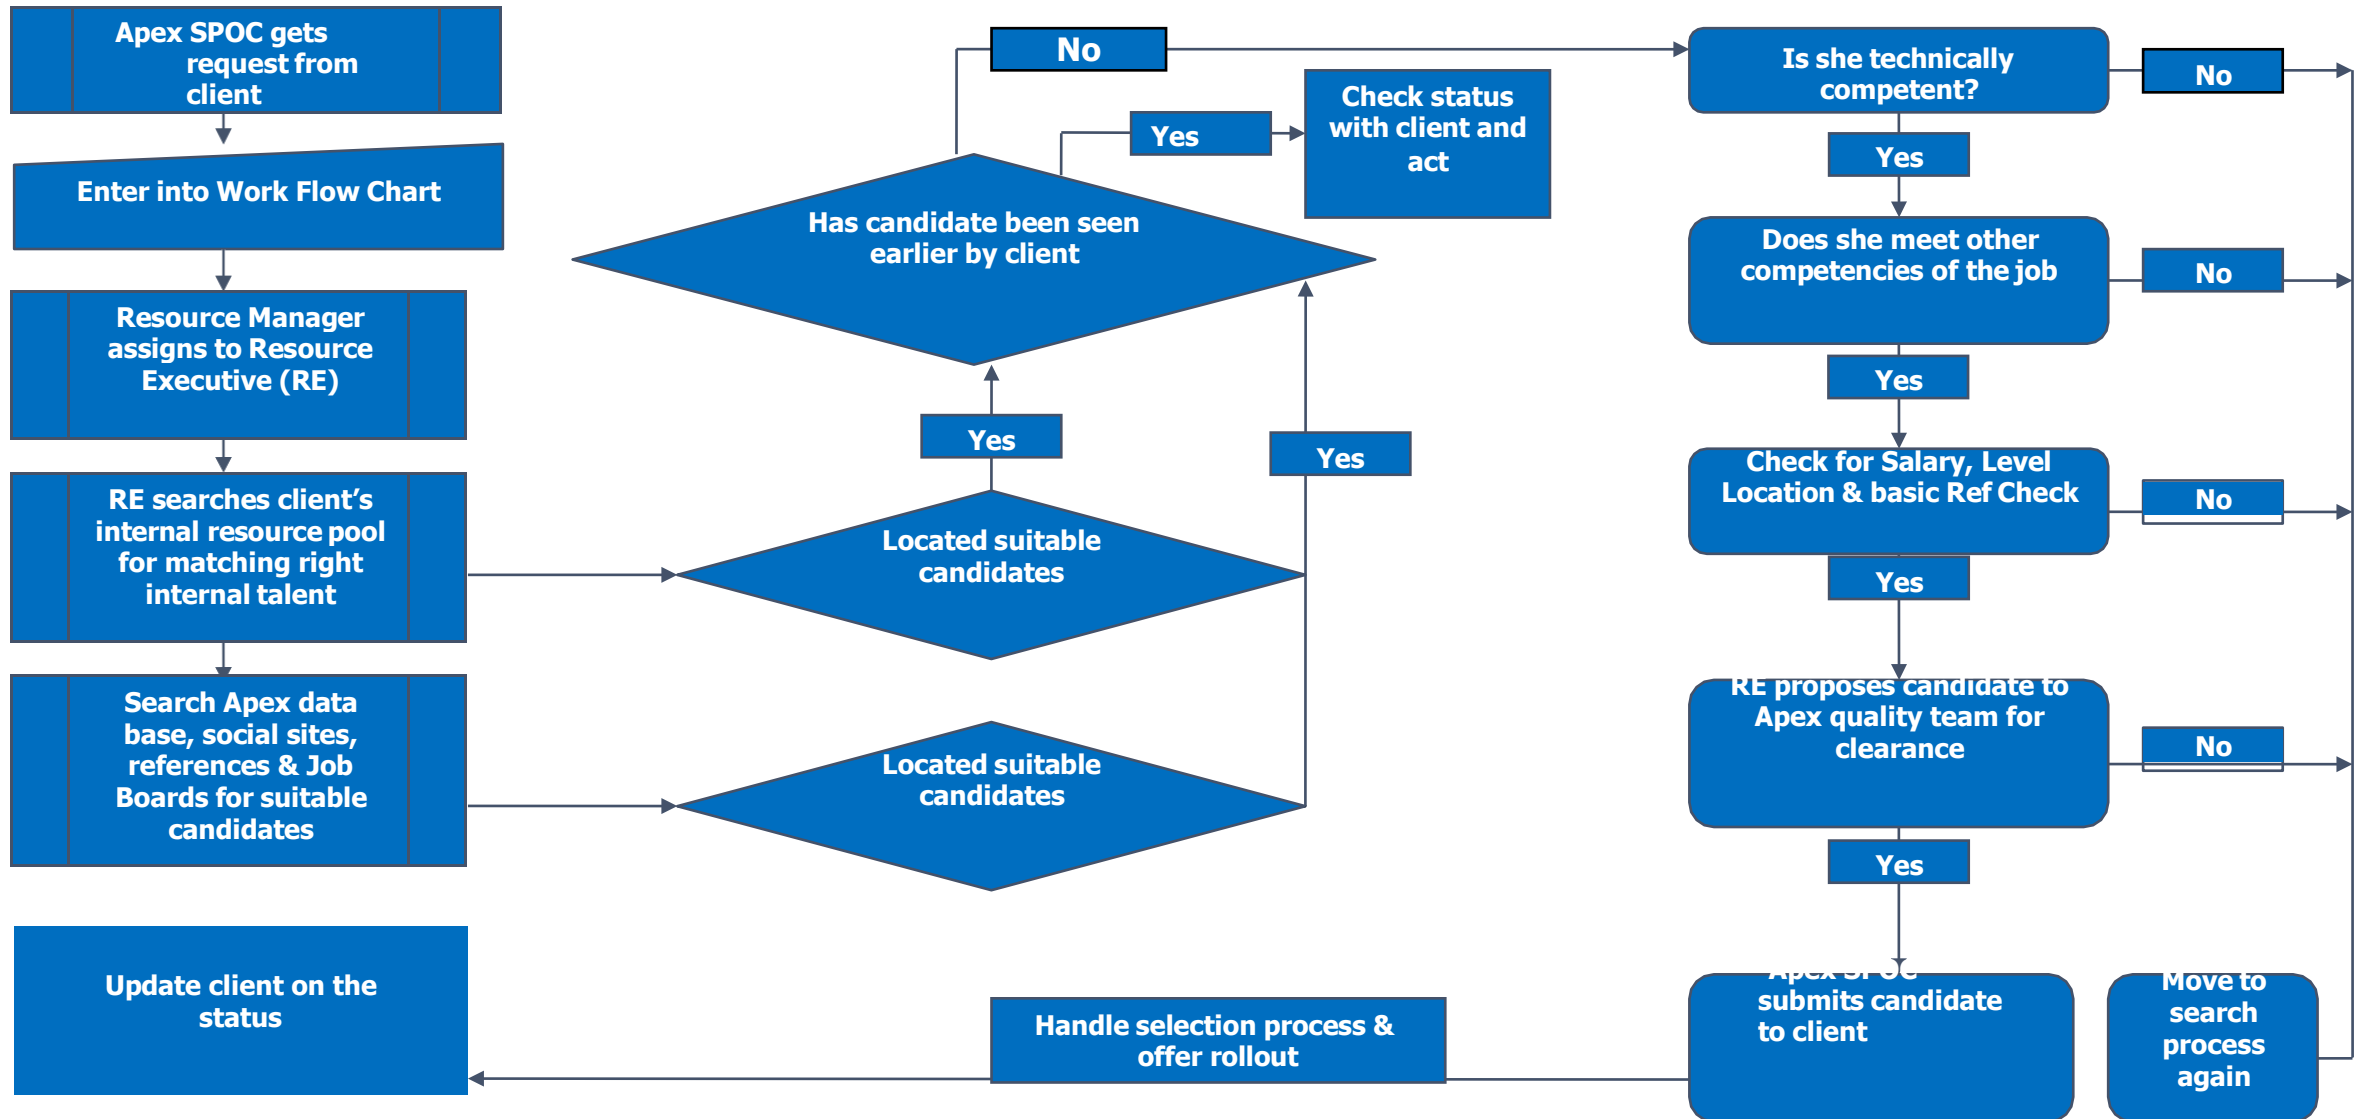 Apex SPOC gets
request from
client
Enter into Work Flow Chart
Resource Manager
assigns to Resource
Executive (RE)
RE searches client’s
internal resource pool
for matching right
internal talent
Search Apex data
base, social sites,
references & Job
Boards for suitable
candidates
Update client on the
status
No
Yes
Check status
with client and
act
Has candidate been seen
earlier by client
Yes
Yes
Located suitable
candidates
Located suitable
candidates
Handle selection process &
offer rollout
Is she technically
competent?
No
Yes
Does she meet other
competencies of the job
No
Yes
Check for Salary, Level
Location & basic Ref Check
No
Yes
RE proposes candidate to
Apex quality team for
clearance
No
Yes
Apex SPOC
submits candidate
to client
Move to
search
process
again